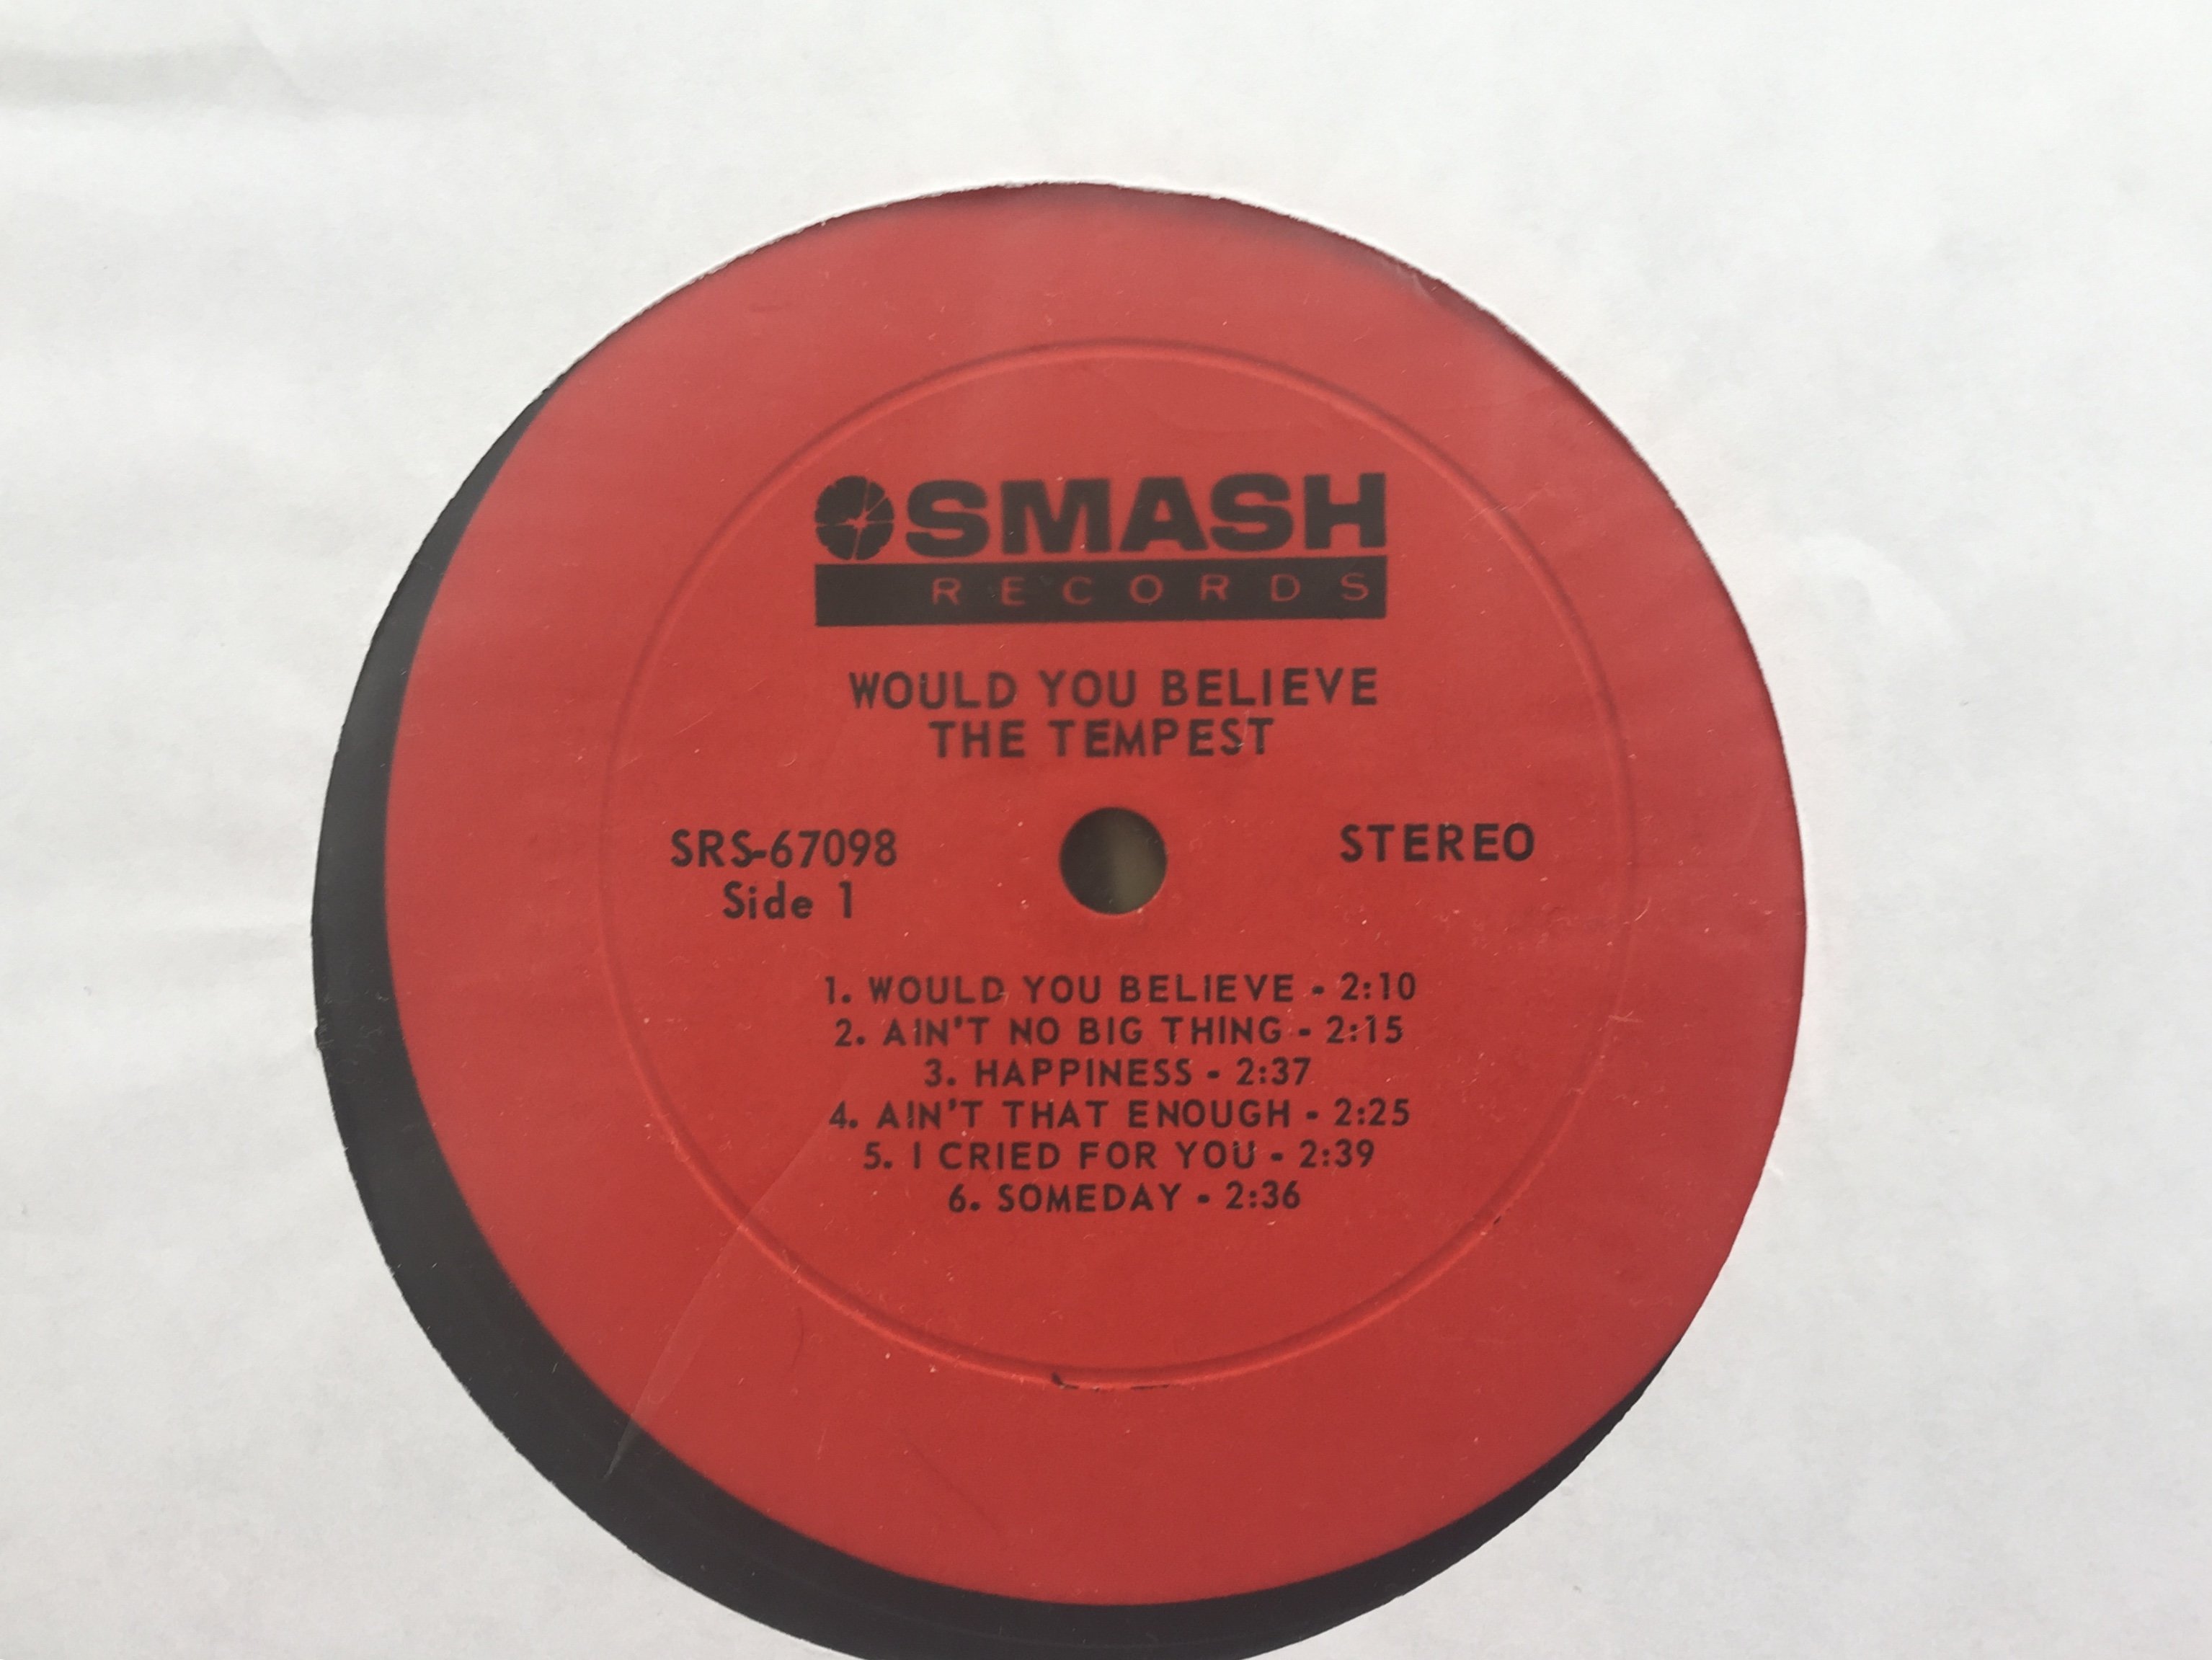 SMASH
RECORDS
WOULD YOU BELIEVE
THE TEMPEST
SRS-67098
Side 1
STEREO
1. WOULD YOU BELIEVE - 2:10
2. AIN'T NO BIG THING - 2:15
3. HAPPINESS - 2:37
4. AIN'T THAT ENOUGH - 2:25
5. I CRIED FOR YOU - 2:39
6. SOMEDAY - 2:36